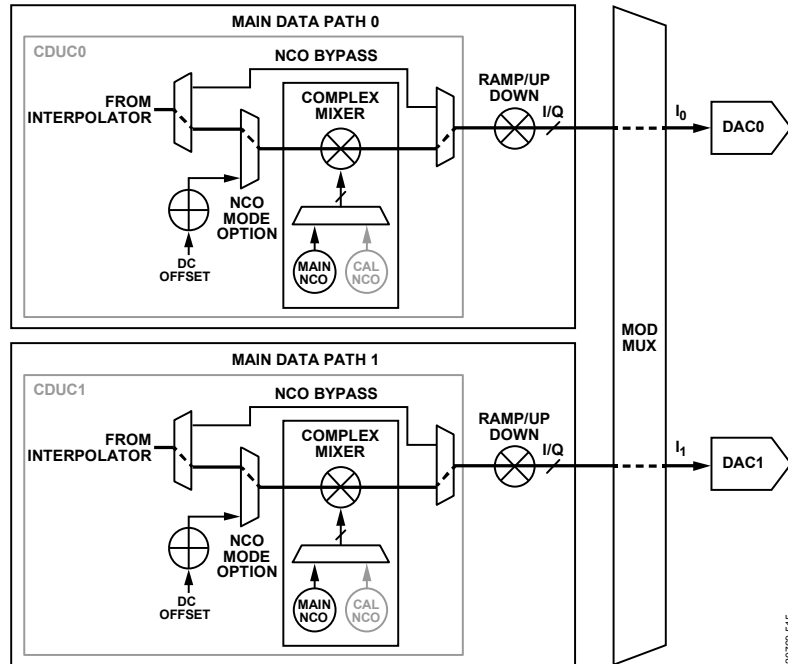 MAIN DATA PATH 0
CDUC0
NCO BYPASS
FROM
INTERPOLATOR
COMPLEX
MIXER
RAMP/UP
DOWN
I/Q
I0
DAC0
NCO
MODE
OPTION
DC
OFFSET
MAIN
NCO
CAL
NCO
MOD
MUX
MAIN DATA PATH 1
CDUC1
NCO BYPASS
FROM
INTERPOLATOR
COMPLEX
MIXER
RAMP/UP
DOWN
I/Q
I1
DAC1
NCO
MODE
OPTION
DC
OFFSET
MAIN
NCO
CAL
NCO